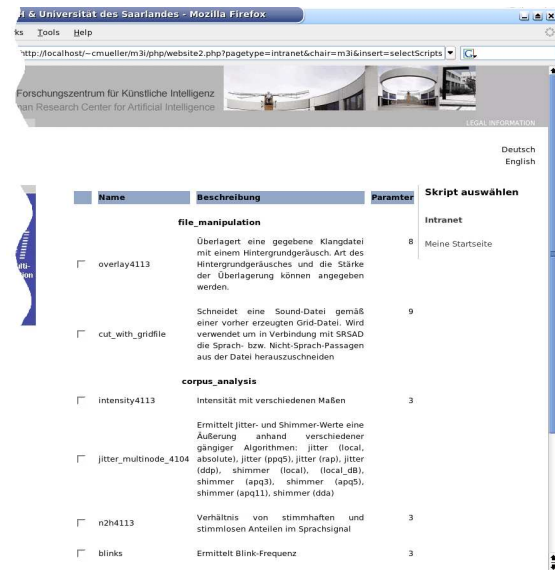 H & Universität des Saarlandes - Mozilla Firefox
ks Tools Help
http://localhost/~cmueller/m3i/php/website2.php?pagetype=intranet&chair=m3i&insert=selectScripts
Forschungszentrum für Künstliche Intelligenz
nan Research Center for Artificial Intelligence
LEGAL INFORMATION
Deutsch
English
Skript auswählen
Intranet
Meine Startseite
Name Beschreibung Paramter
file_manipulation
Überlagert eine gegebene Klangdatei 8
mit einem Hintergrundgeräusch. Art des
overlay4113 Hintergrundgeräusches und die Stärke
der Überlagerung können angegeben
werden.
Schneidet eine Sound-Datei gemäß 9
einer vorher erzeugten Grid-Datei. Wird
cut_with_gridfile verwendet um in Verbindung mit SRSAD
die Sprach- bzw. Nicht-Sprach-Passagen
aus der Datei herauszuschneiden
corpus_analysis
intensity4113 Intensität mit verschiedenen Maßen 3
Ermittelt Jitter- und Shimmer-Werte eine
Äußerung anhand verschiedener
gängiger Algorithmen: jitter (local,
jitter_multinode_4104 absolute), jitter (ppq5), jitter (rap), jitter 3
(ddp), shimmer (local), (local_dB),
shimmer (apq3), shimmer (apq5),
shimmer (apq11), shimmer (dda)
n2h4113 Verhältnis von stimmhaften und 3
stimmlosen Anteilen im Sprachsignal
blinks Ermittelt Blink-Frequenz 3